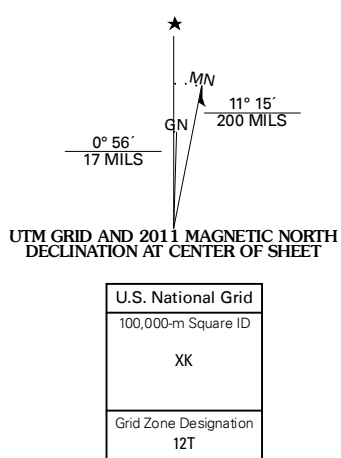 ★
MN
11° 15´
200 MILS
GN
0° 56´
17 MILS
UTM GRID AND 2011 MAGNETIC NORTH
DECLINATION AT CENTER OF SHEET
U.S. National Grid
100,000-m Square ID
XK
Grid Zone Designation
12T